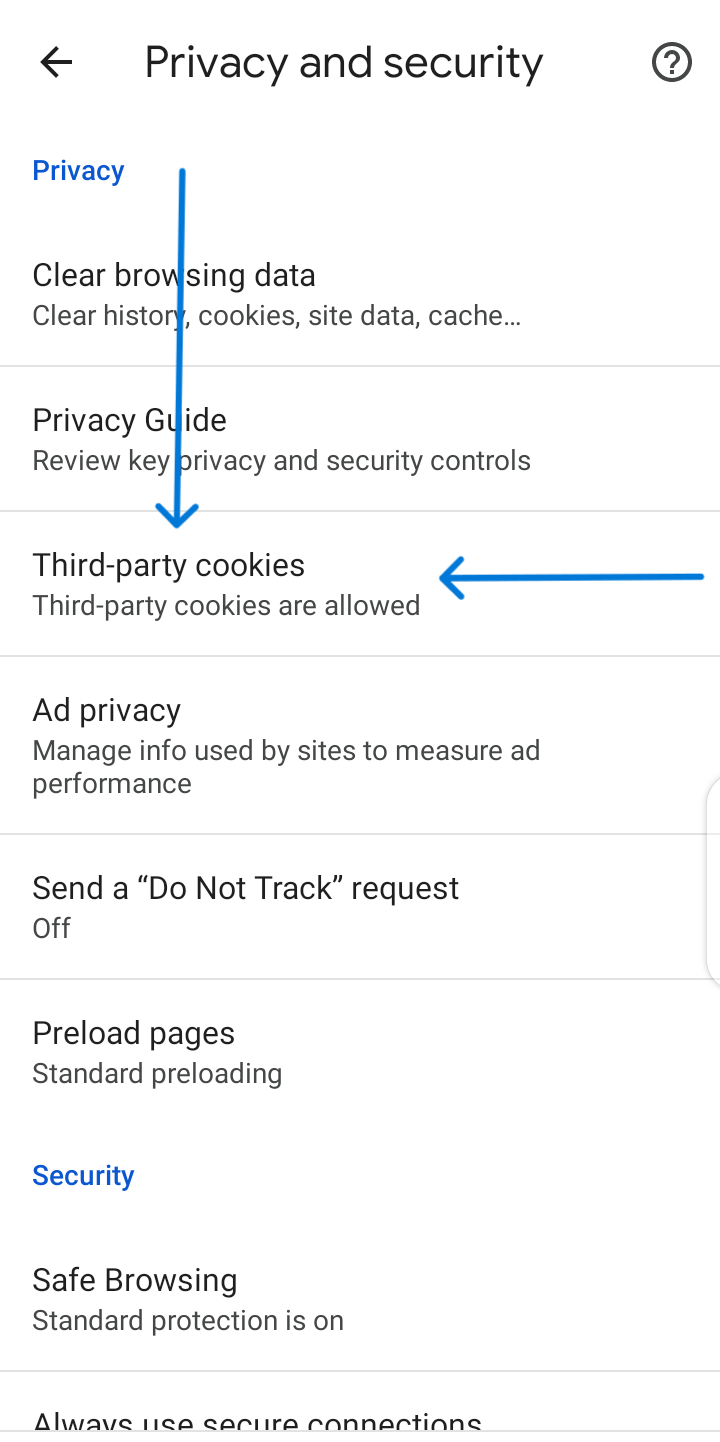 Privacy and security
Privacy
Clear browsing data
Clear history, cookies, site data, cache…
Privacy Guide
Review key privacy and security controls
Third-party cookies
Third-party cookies are allowed
Ad privacy
Manage info used by sites to measure ad
performance
Send a “Do Not Track” request
Off
Preload pages
Standard preloading
Security
Safe Browsing
Standard protection is on
Always use secure connections